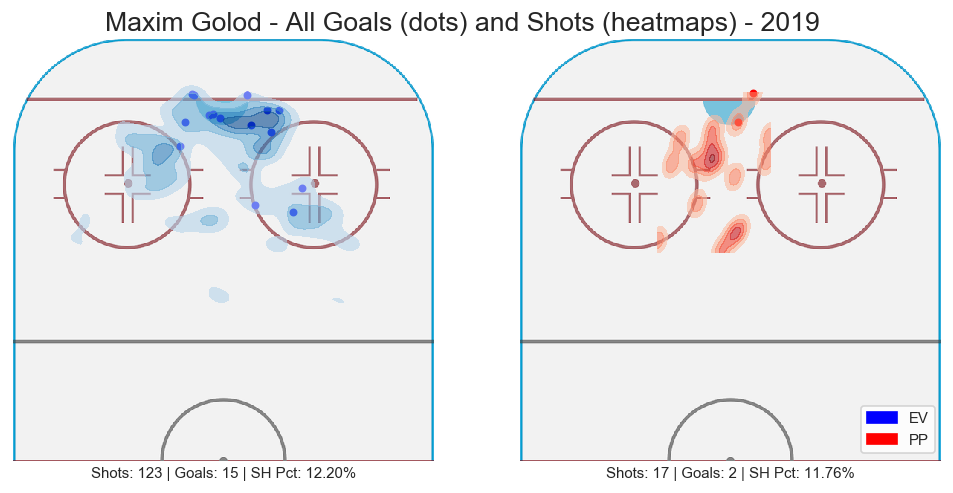 Maxim Golod - All Goals (dots) and Shots (heatmaps) - 2019
EV
PP
Shots: 123 | Goals: 15 | SH Pct: 12.20%
Shots: 17 | Goals: 2 | SH Pct: 11.76%